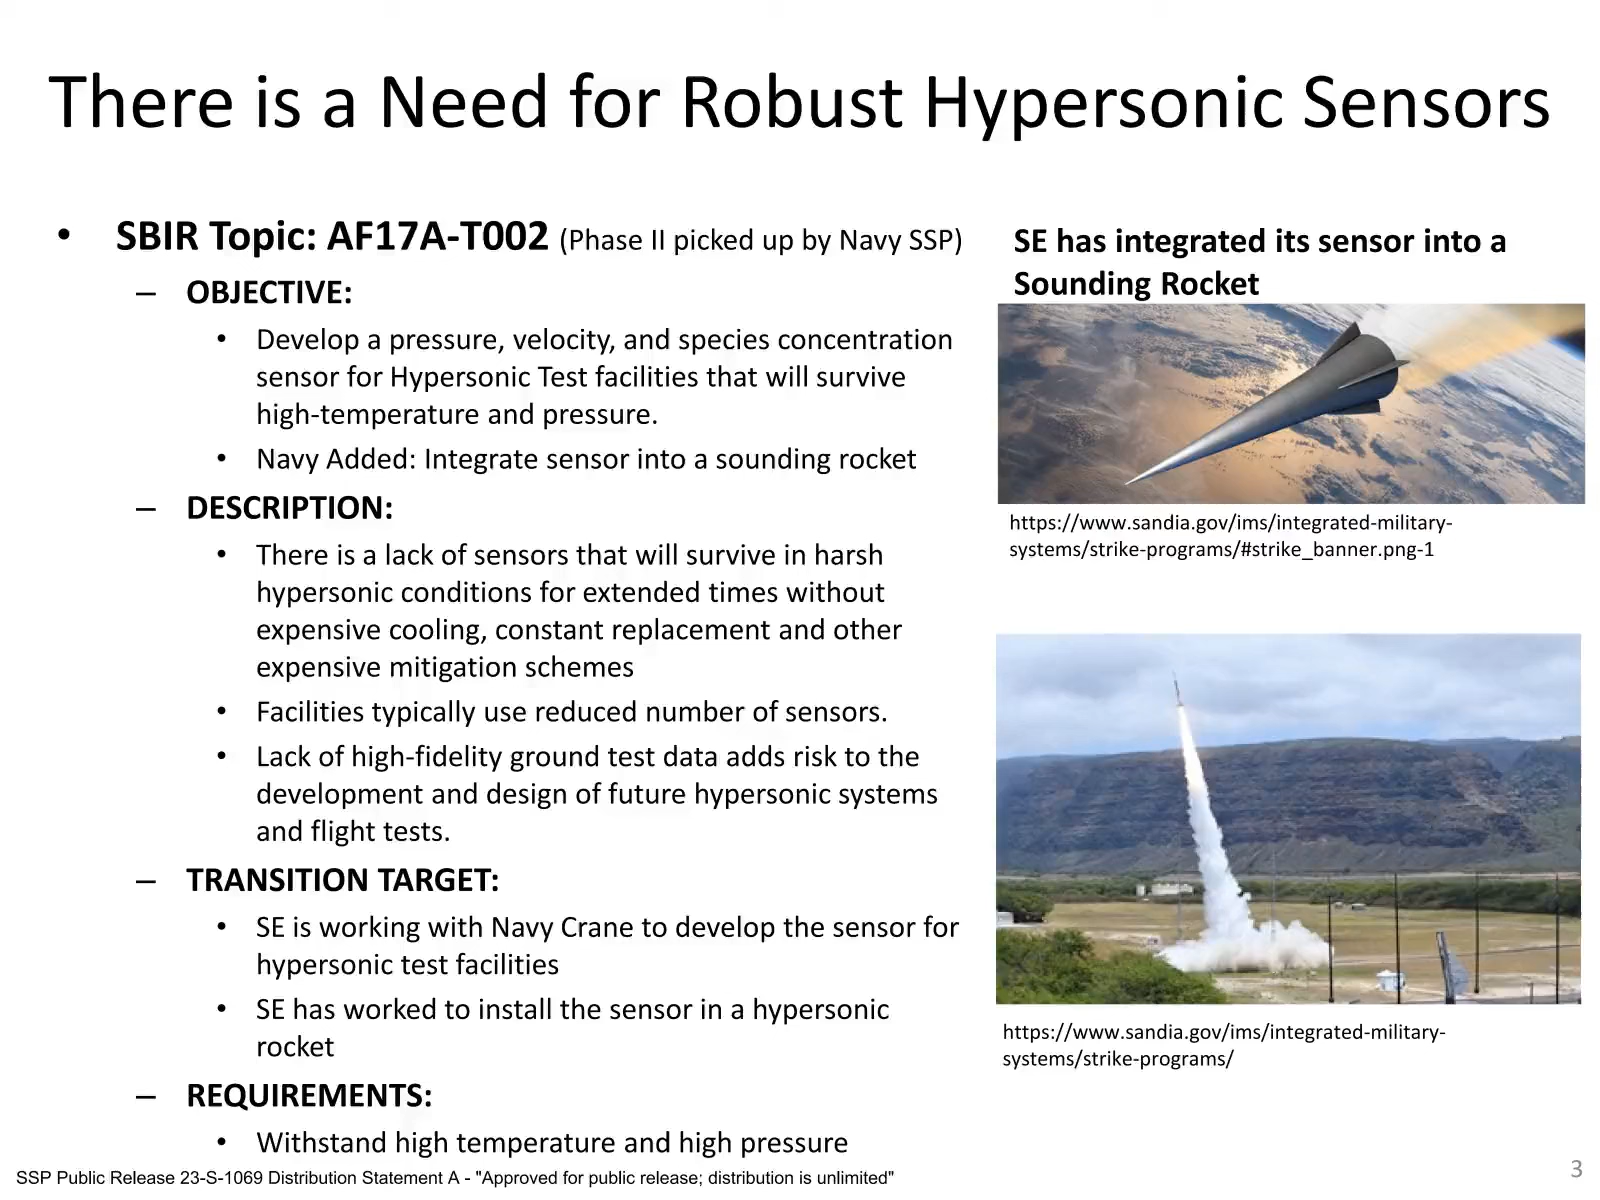 There is a Need for Robust Hypersonic Sensors
• SBIR Topic: AF17A-T002 (Phase II picked up by Navy SSP)
– OBJECTIVE:
• Develop a pressure, velocity, and species concentration
sensor for Hypersonic Test facilities that will survive
high-temperature and pressure.
• Navy Added: Integrate sensor into a sounding rocket
– DESCRIPTION:
• There is a lack of sensors that will survive in harsh
hypersonic conditions for extended times without
expensive cooling, constant replacement and other
expensive mitigation schemes
• Facilities typically use reduced number of sensors.
• Lack of high-fidelity ground test data adds risk to the
development and design of future hypersonic systems
and flight tests.
– TRANSITION TARGET:
• SE is working with Navy Crane to develop the sensor for
hypersonic test facilities
• SE has worked to install the sensor in a hypersonic
rocket
– REQUIREMENTS:
• Withstand high temperature and high pressure
SE has integrated its sensor into a
Sounding Rocket
https://www.sandia.gov/ims/integrated-military-
systems/strike-programs/#strike_banner.png-1
https://www.sandia.gov/ims/integrated-military-
systems/strike-programs/
SSP Public Release 23-S-1069 Distribution Statement A - "Approved for public release; distribution is unlimited"
3